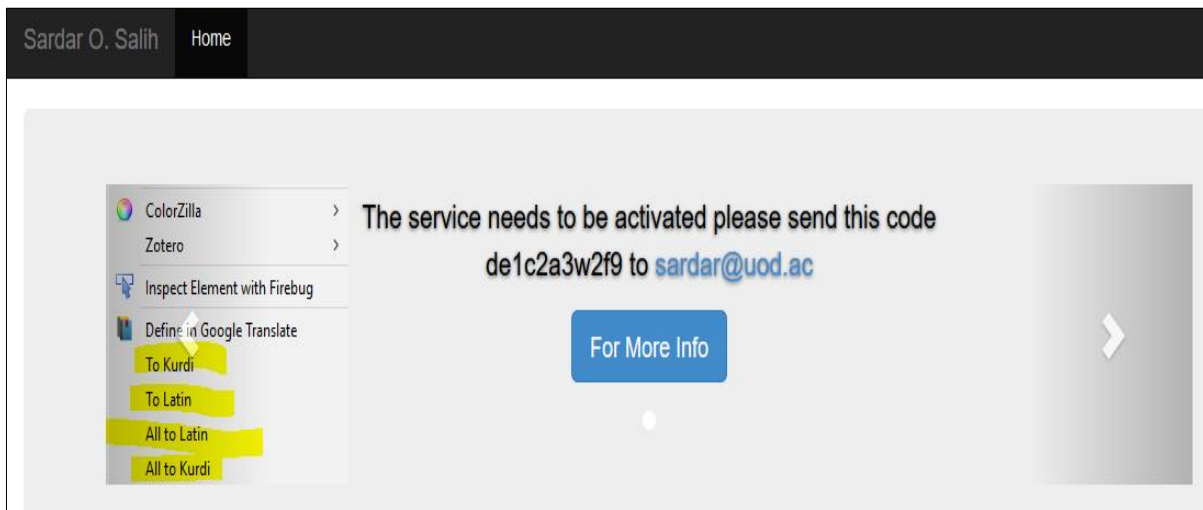 Sardar O. Salih Home
ColorZilla
Zotero
Inspect Element with Firebug
Define in Google Translate
To Kurdi
To Latin
All to Latin
All to Kurdi
The service needs to be activated please send this code
de1c2a3w2f9 to sardar@uod.ac
For More Info